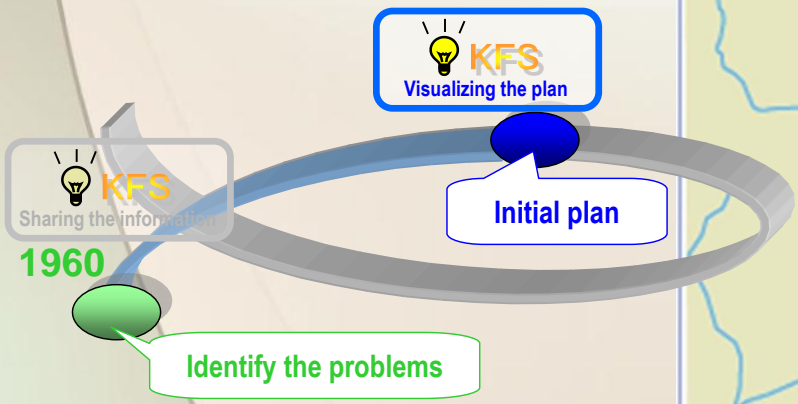 KFS
Visualizing the plan
KFS
Sharing the information
Initial plan
1960
Identify the problems